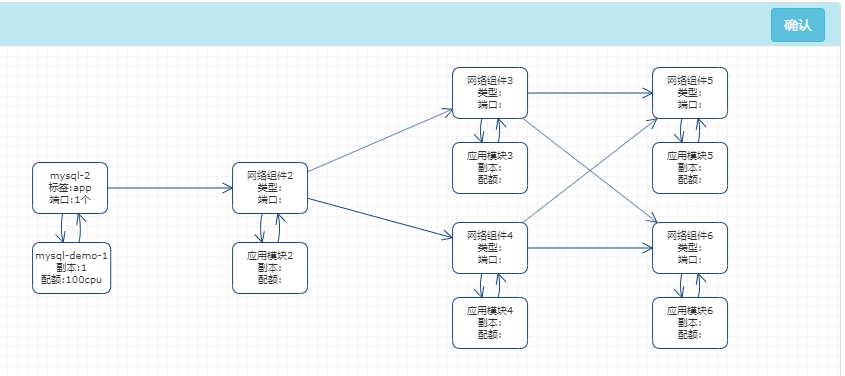 确认
网络组件3
类型:
端口:
网络组件5
类型:
端口:
应用模块3
副本:
配额:
应用模块5
副本:
配额:
mysql-2
标签:app
端口:1个
网络组件2
类型:
端口:
网络组件4
类型:
端口:
网络组件6
类型:
端口:
mysql-demo-1
副本:1
配额:100cpu
应用模块2
副本:
配额:
应用模块4
副本:
配额:
应用模块6
副本:
配额: